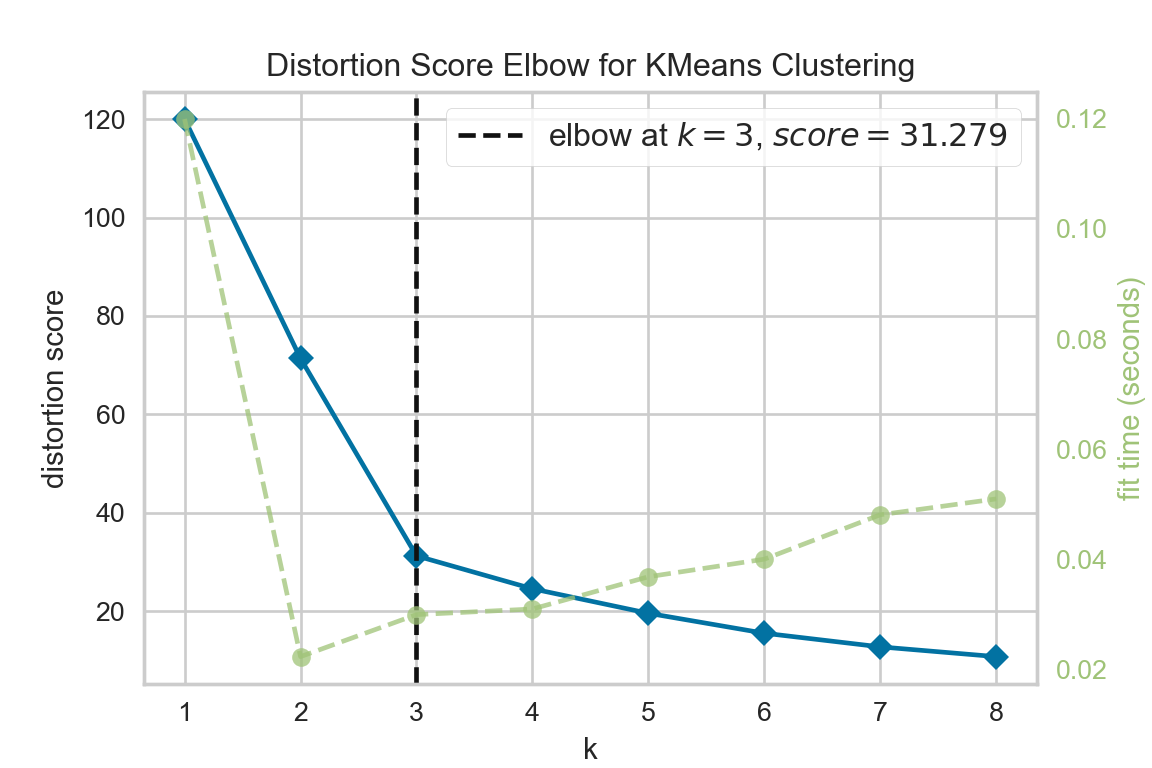 Distortion Score Elbow for KMeans Clustering
elbow at k = 3, score = 31.279
120
100
80
60
40
20
distortion score
0.12
0.10
0.08
0.06
0.04
0.02
fit time (seconds)
1 2 3 4 5 6 7 8
k